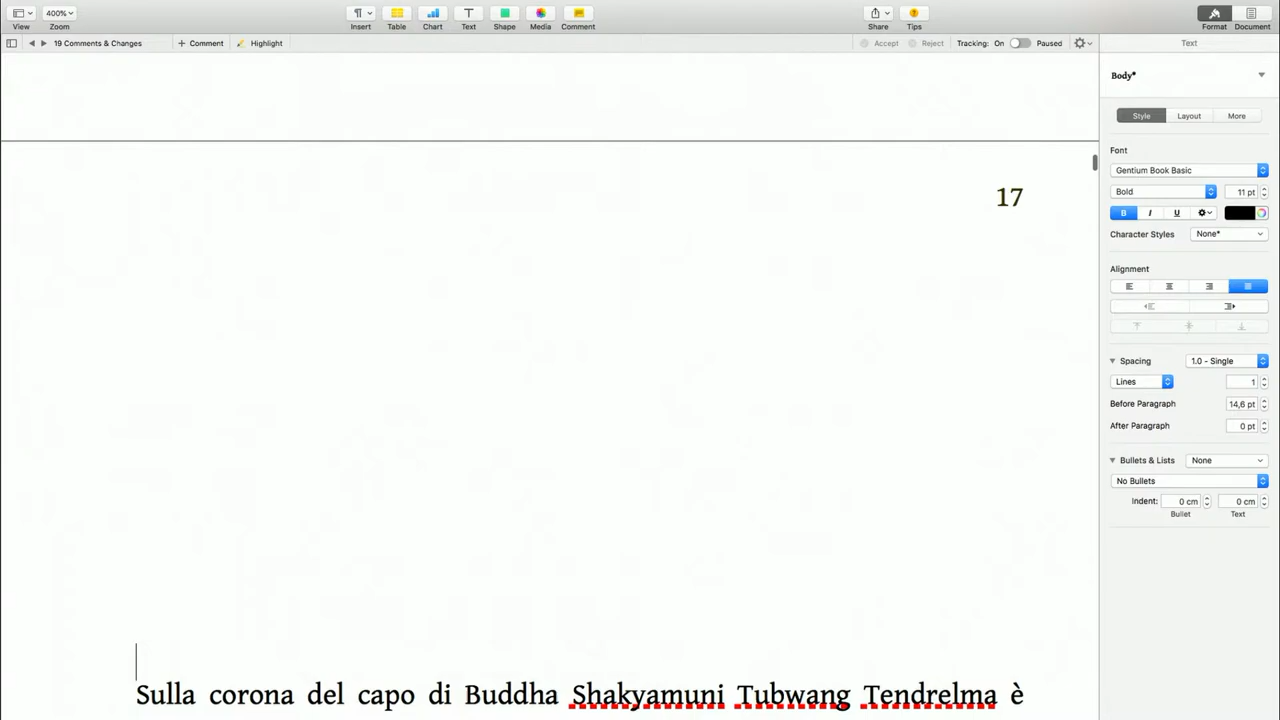 400%
View
Zoom
Insert
Table
Chart
Text
Shape
Media
Comment
Share
Tips
Format
Document
19 Comments & Changes
+ Comment
Highlight
Accept
Reject
Tracking: On
Paused
Text
Body*
Style
Layout
More
Font
Gentium Book Basic
Bold
11 pt
B
I
U
Character Styles
None*
Alignment
Spacing
1.0 - Single
Lines
1
Before Paragraph
14,6 pt
After Paragraph
0 pt
Bullets & Lists
None
No Bullets
Indent:
0 cm
0 cm
Bullet
Text
17
Sulla corona del capo di Buddha Shakyamuni Tubwang Tendrelma è